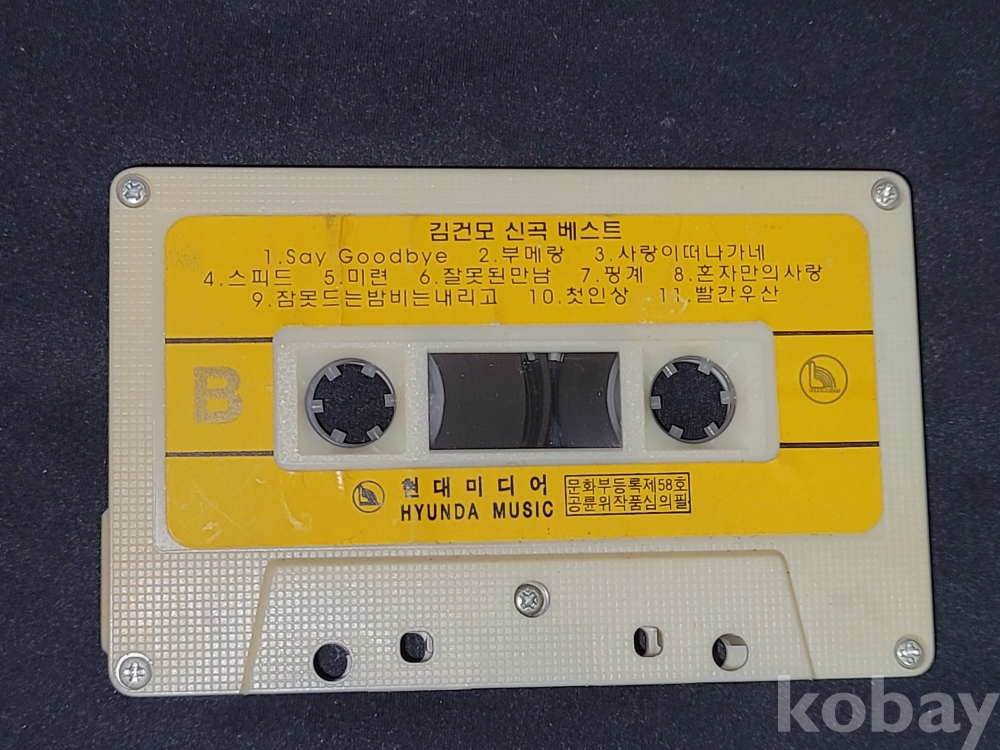 김건모 신곡 베스트
1.Say Goodbye 2.부메랑 3.사랑이떠나가네
4.스피드 5.미련 6.잘못된만남 7.핑계 8.혼자만의사랑
9.잠못드는밤비는내리고 10.첫인상 11.빨간우산
B
현대미디어
HYUNDA MUSIC
문화부등록제58호
공륜위작품심의필
kobay